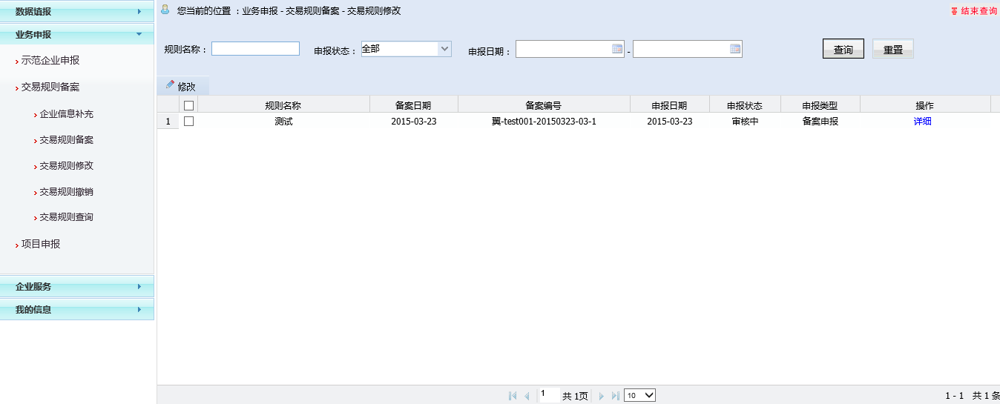 数据填报
业务申报
示范企业申报
交易规则备案
企业信息补充
交易规则备案
交易规则修改
交易规则撤销
交易规则查询
项目申报
企业服务
我的信息
您当前的位置 ：业务申报 - 交易规则备案 - 交易规则修改
结束查询
规则名称： 申报状态： 全部 申报日期： - 查询 重置
修改
规则名称 备案日期 备案编号 申报日期 申报状态 申报类型 操作
1 测试 2015-03-23 翼-test001-20150323-03-1 2015-03-23 审核中 备案申报 详细
1 共 1页 10 1 - 1 共 1 条